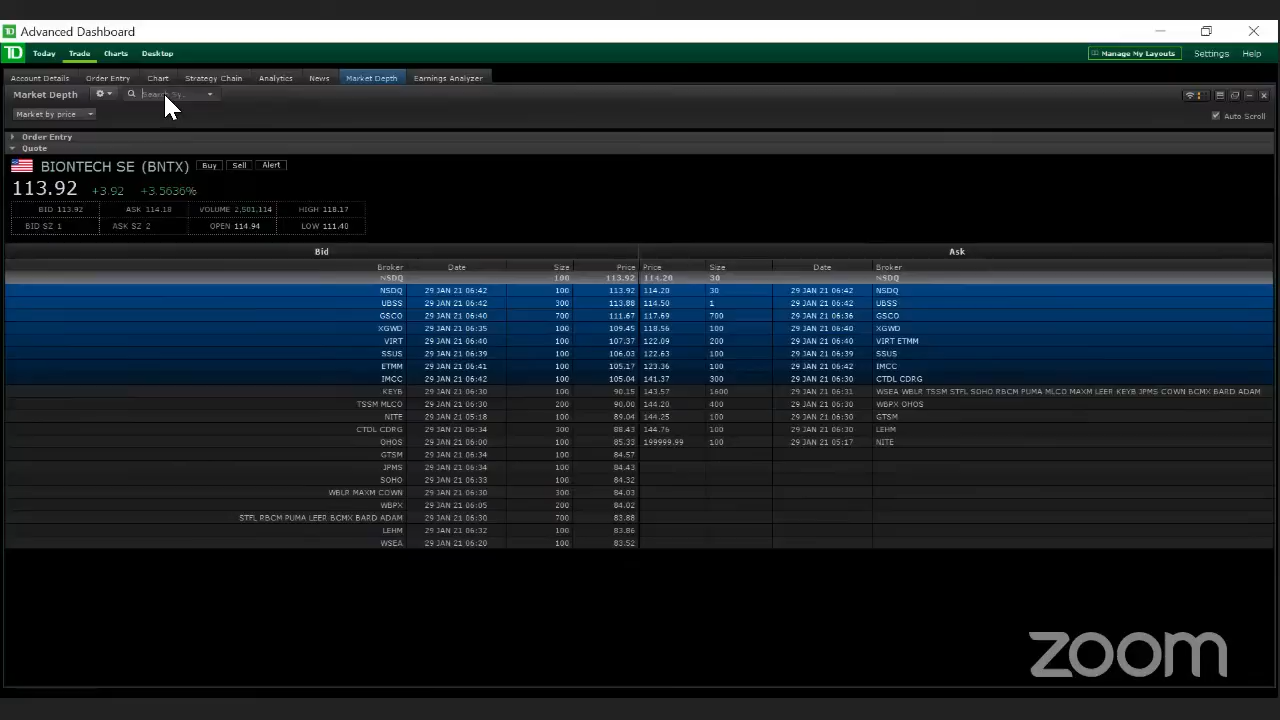 TD Advanced Dashboard
TD Today Trade Charts Desktop Manage My Layouts Settings Help
Account Details Order Entry Chart Strategy Chain Analytics News Market Depth Earnings Analyzer
Market Depth Search by...
Market by price Auto Scroll
Order Entry
Quote
BIONTECH SE (BNTX) Buy Sell Alert
113.92 +3.92 +3.5636%
BID 113.92 ASK 114.18 VOLUME 2,501,114 HIGH 118.17
BID SZ 1 ASK SZ 2 OPEN 114.94 LOW 111.40
Bid Ask
Broker Date Size Price Price Size Date Broker
NSDQ 100 113.92 114.20 30 NSDQ
NSDQ 29 JAN 21 06:42 100 113.92 114.20 30 29 JAN 21 06:42 NSDQ
UBSS 29 JAN 21 06:42 300 113.88 114.50 1 29 JAN 21 06:42 UBSS
GSCO 29 JAN 21 06:40 700 111.67 117.69 700 29 JAN 21 06:36 GSCO
XGWD 29 JAN 21 06:35 100 109.45 118.56 100 29 JAN 21 06:40 XGWD
VIRT 29 JAN 21 06:40 100 107.37 122.09 200 29 JAN 21 06:40 VIRT ETMM
SSUS 29 JAN 21 06:39 100 106.03 122.63 100 29 JAN 21 06:39 SSUS
ETMM 29 JAN 21 06:41 100 105.17 123.36 100 29 JAN 21 06:42 IMCC
IMCC 29 JAN 21 06:42 100 105.04 141.37 300 29 JAN 21 06:30 CTDL CDRG
KEYB 29 JAN 21 06:30 100 90.15 143.57 1600 29 JAN 21 06:31 WSEA WBLR TSSM STFL SOHO RBCM PUMA MLCO MAXM LEER KEYB JPMS COWN BCMX BARD ADAM
TSSM MLCO 29 JAN 21 06:30 200 90.00 144.20 400 29 JAN 21 06:30 WBPX OHOS
NITE 29 JAN 21 05:18 100 89.04 144.25 100 29 JAN 21 06:30 GTSM
CTDL CDRG 29 JAN 21 06:34 300 88.43 144.76 100 29 JAN 21 06:30 LEHM
OHOS 29 JAN 21 06:00 100 85.33 199999.99 100 29 JAN 21 05:17 NITE
GTSM 29 JAN 21 06:34 100 84.57
JPMS 29 JAN 21 06:34 100 84.43
SOHO 29 JAN 21 06:33 100 84.32
WBLR MAXM COWN 29 JAN 21 06:30 300 84.03
WBPX 29 JAN 21 06:05 200 84.02
STFL RBCM PUMA LEER BCMX BARD ADAM 29 JAN 21 06:30 700 83.88
LEHM 29 JAN 21 06:32 100 83.86
WSEA 29 JAN 21 06:20 100 83.52
zoom